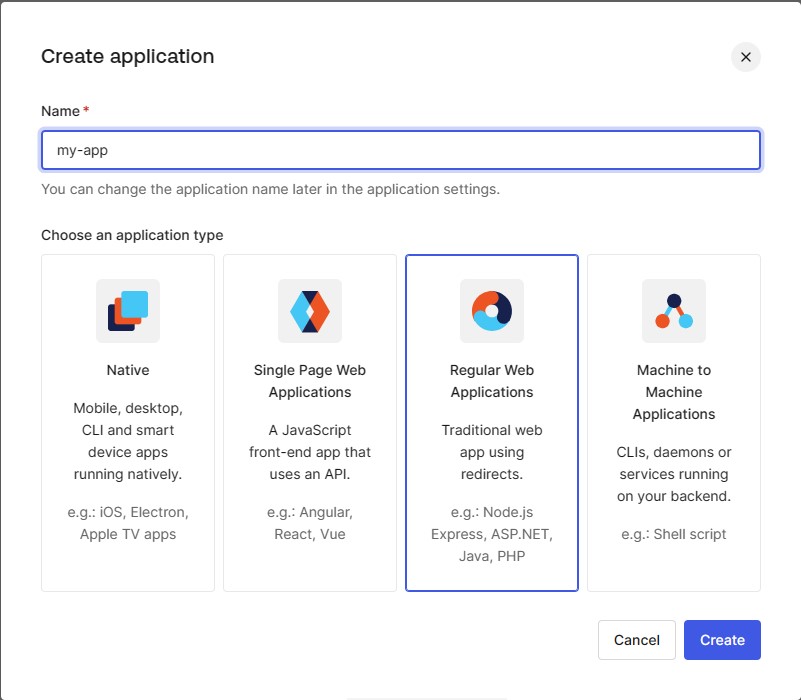 Create application
Name *
my-app
You can change the application name later in the application settings.
Choose an application type
Native
Mobile, desktop,
CLI and smart
device apps
running natively.
e.g.: iOS, Electron,
Apple TV apps
Single Page Web
Applications
A JavaScript
front-end app that
uses an API.
e.g.: Angular,
React, Vue
Regular Web
Applications
Traditional web
app using
redirects.
e.g.: Node.js
Express, ASP.NET,
Java, PHP
Machine to
Machine
Applications
CLIs, daemons or
services running
on your backend.
e.g.: Shell script
Cancel
Create